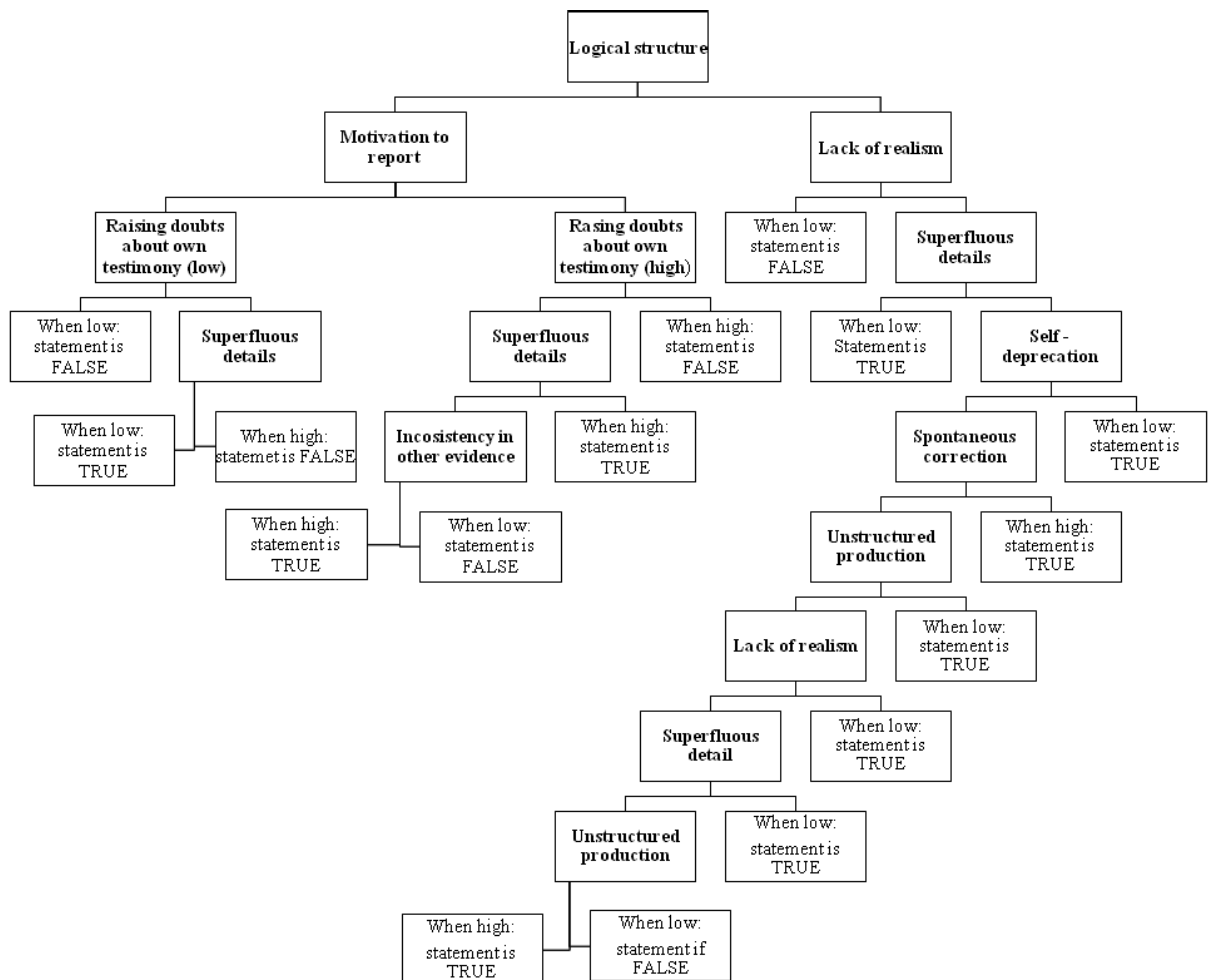 Logical structure
Motivation to
report
Lack of realism
Raising doubts
about own
testimony (low)
Rasing doubts
about own
testimony (high)
When low:
statement is
FALSE
Superfluous
details
When low:
statement is
FALSE
Superfluous
details
Superfluous
details
When high:
statement is
FALSE
When low:
Statement is
TRUE
Self -
deprecation
When low:
statement is
TRUE
When high:
statemet is FALSE
Incosistency in
other evidence
When high:
statement is
TRUE
Spontaneous
correction
When low:
statement is
TRUE
When high:
statement is
TRUE
When low:
statement is
FALSE
Unstructured
production
When high:
statement is
TRUE
Lack of realism
When low:
statement is
TRUE
Superfluous
detail
When low:
statement is
TRUE
Unstructured
production
When low:
statement is
TRUE
When high:
statement is
TRUE
When low:
statement if
FALSE